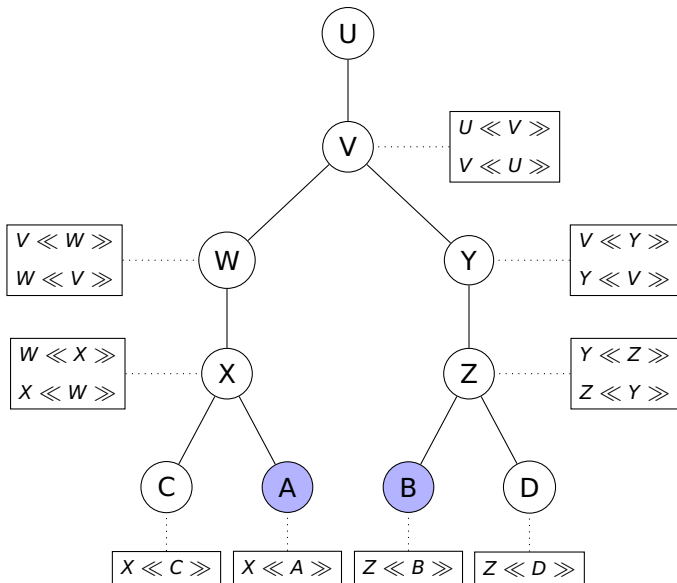 U
V
U ≪ V ≫
V ≪ U ≫
V ≪ W ≫
W ≪ V ≫
W
Y
V ≪ Y ≫
Y ≪ V ≫
W ≪ X ≫
X ≪ W ≫
X
Z
Y ≪ Z ≫
Z ≪ Y ≫
C
A
B
D
X ≪ C ≫
X ≪ A ≫
Z ≪ B ≫
Z ≪ D ≫